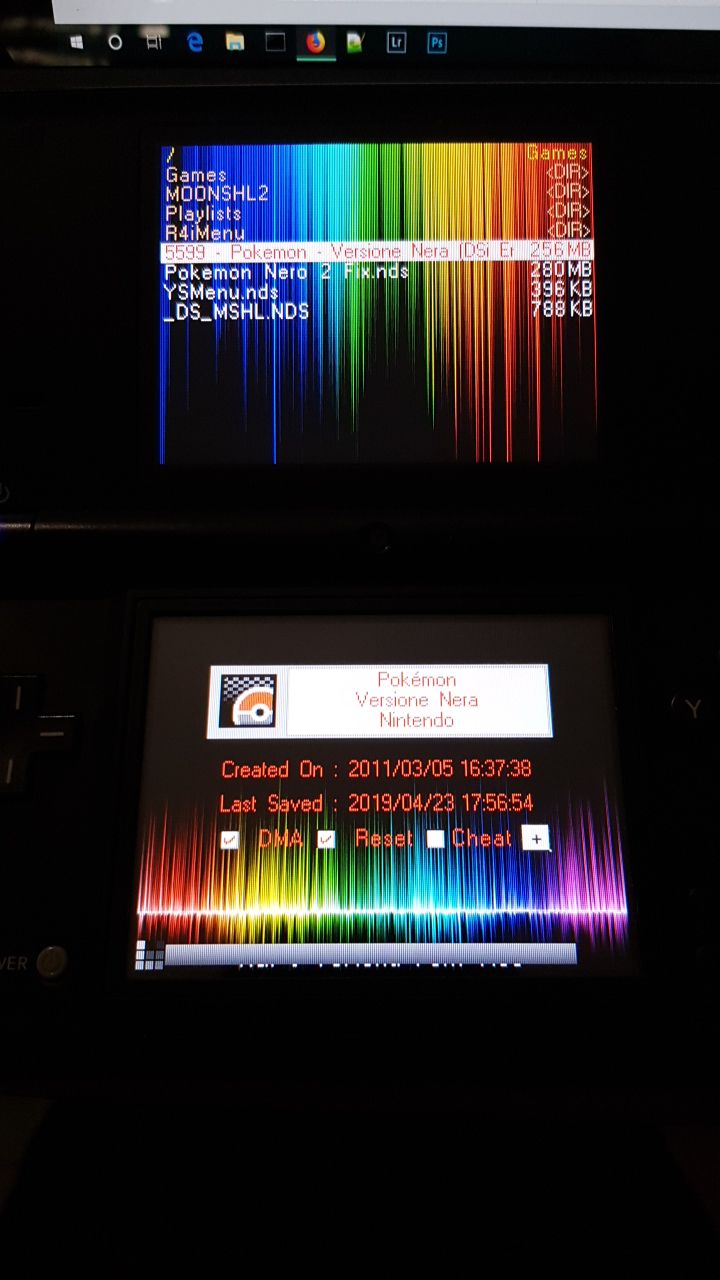 Lr Ps
/ Games
Games <DIR>
MOONSHL2 <DIR>
Playlists <DIR>
R4iMenu <DIR>
5599 - Pokemon - Versione Nera (DSi Er 256 MB
Pokemon Nero 2 Fix.nds 280 MB
YSMenu.nds 396 KB
_DS_MSHL.NDS 788 KB
Pokémon
Versione Nera
Nintendo
Created On : 2011/03/05 16:37:38
Last Saved : 2019/04/23 17:56:54
DMA Reset Cheat +
Y
VER